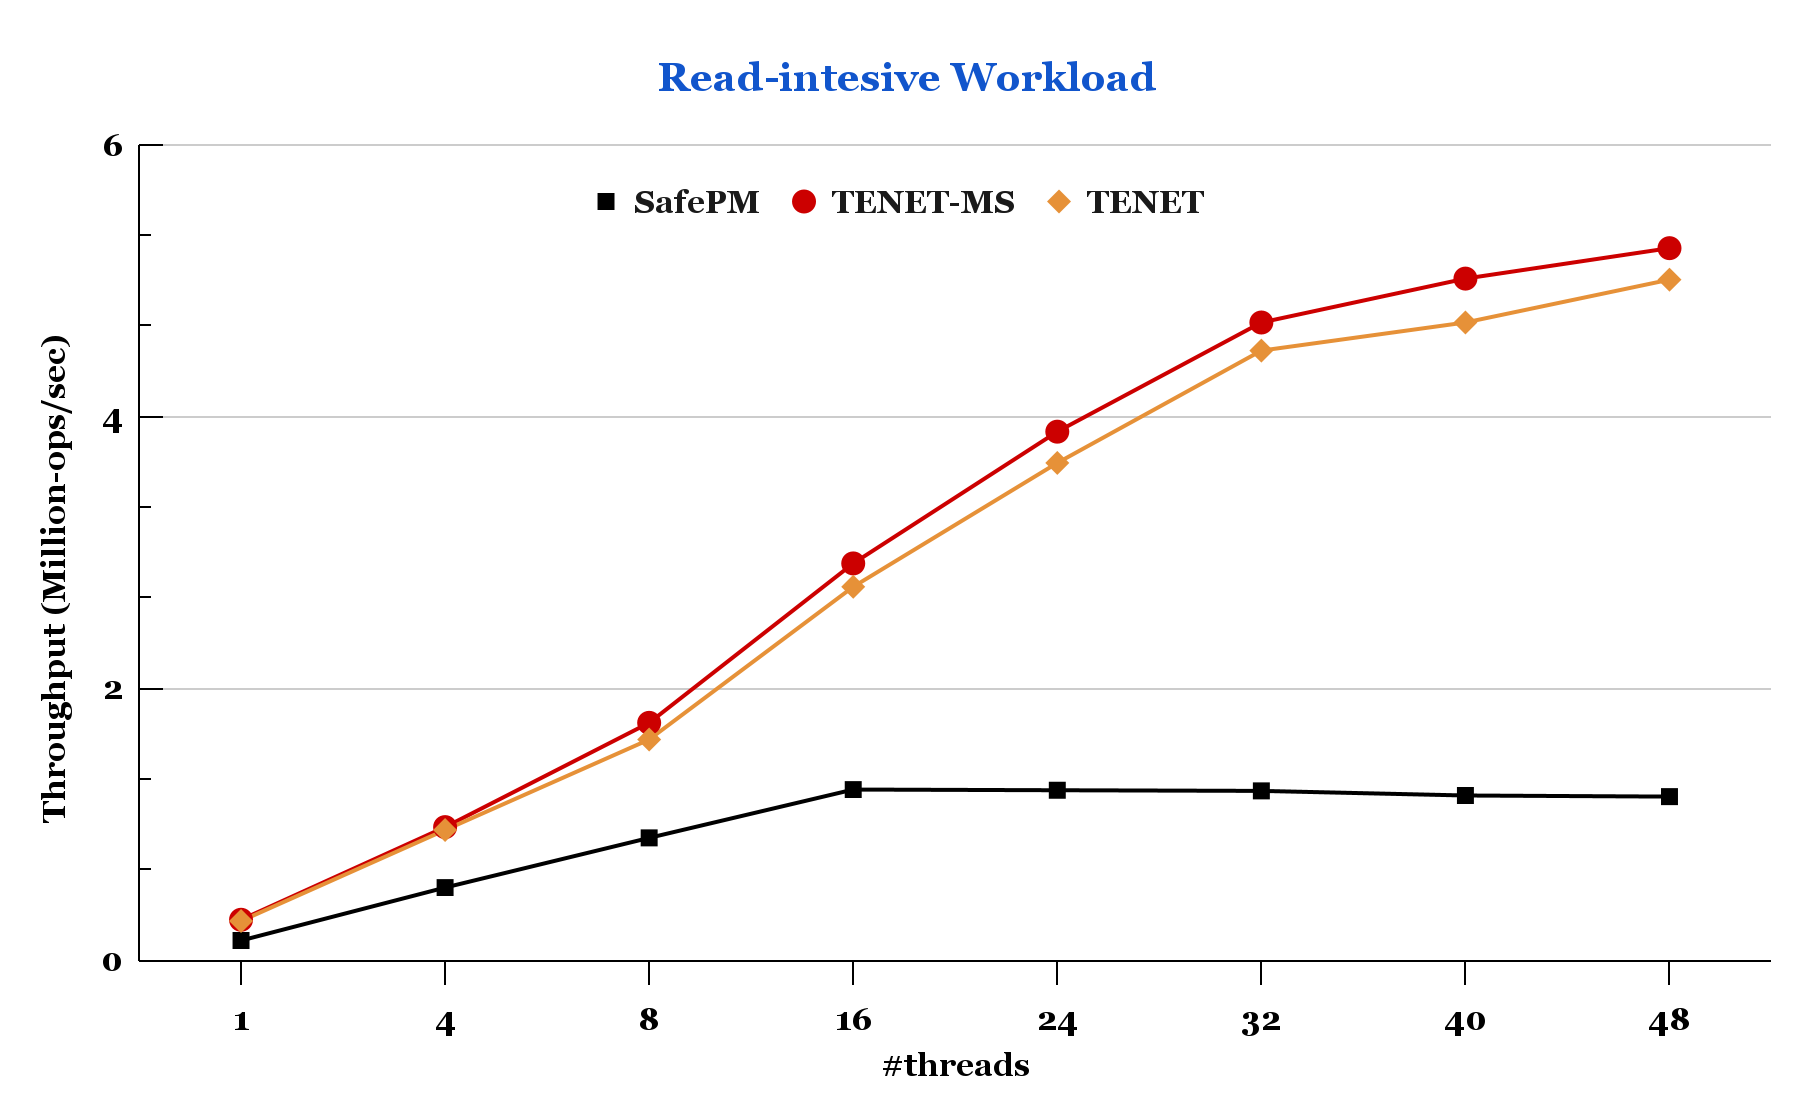 Read-intesive Workload
6
SafePM TENET-MS TENET
4
2
0
Throughput (Million-ops/sec)
1 4 8 16 24 32 40 48
#threads